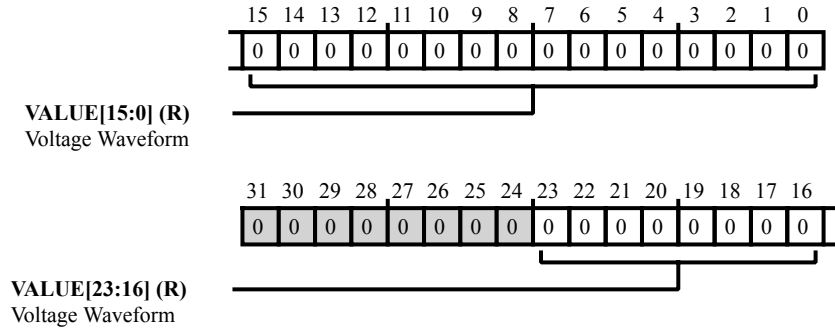 15 14 13 12 11 10 9 8 7 6 5 4 3 2 1 0
0 0 0 0 0 0 0 0 0 0 0 0 0 0 0 0
VALUE[15:0] (R)
Voltage Waveform
31 30 29 28 27 26 25 24 23 22 21 20 19 18 17 16
0 0 0 0 0 0 0 0 0 0 0 0 0 0 0 0
VALUE[23:16] (R)
Voltage Waveform